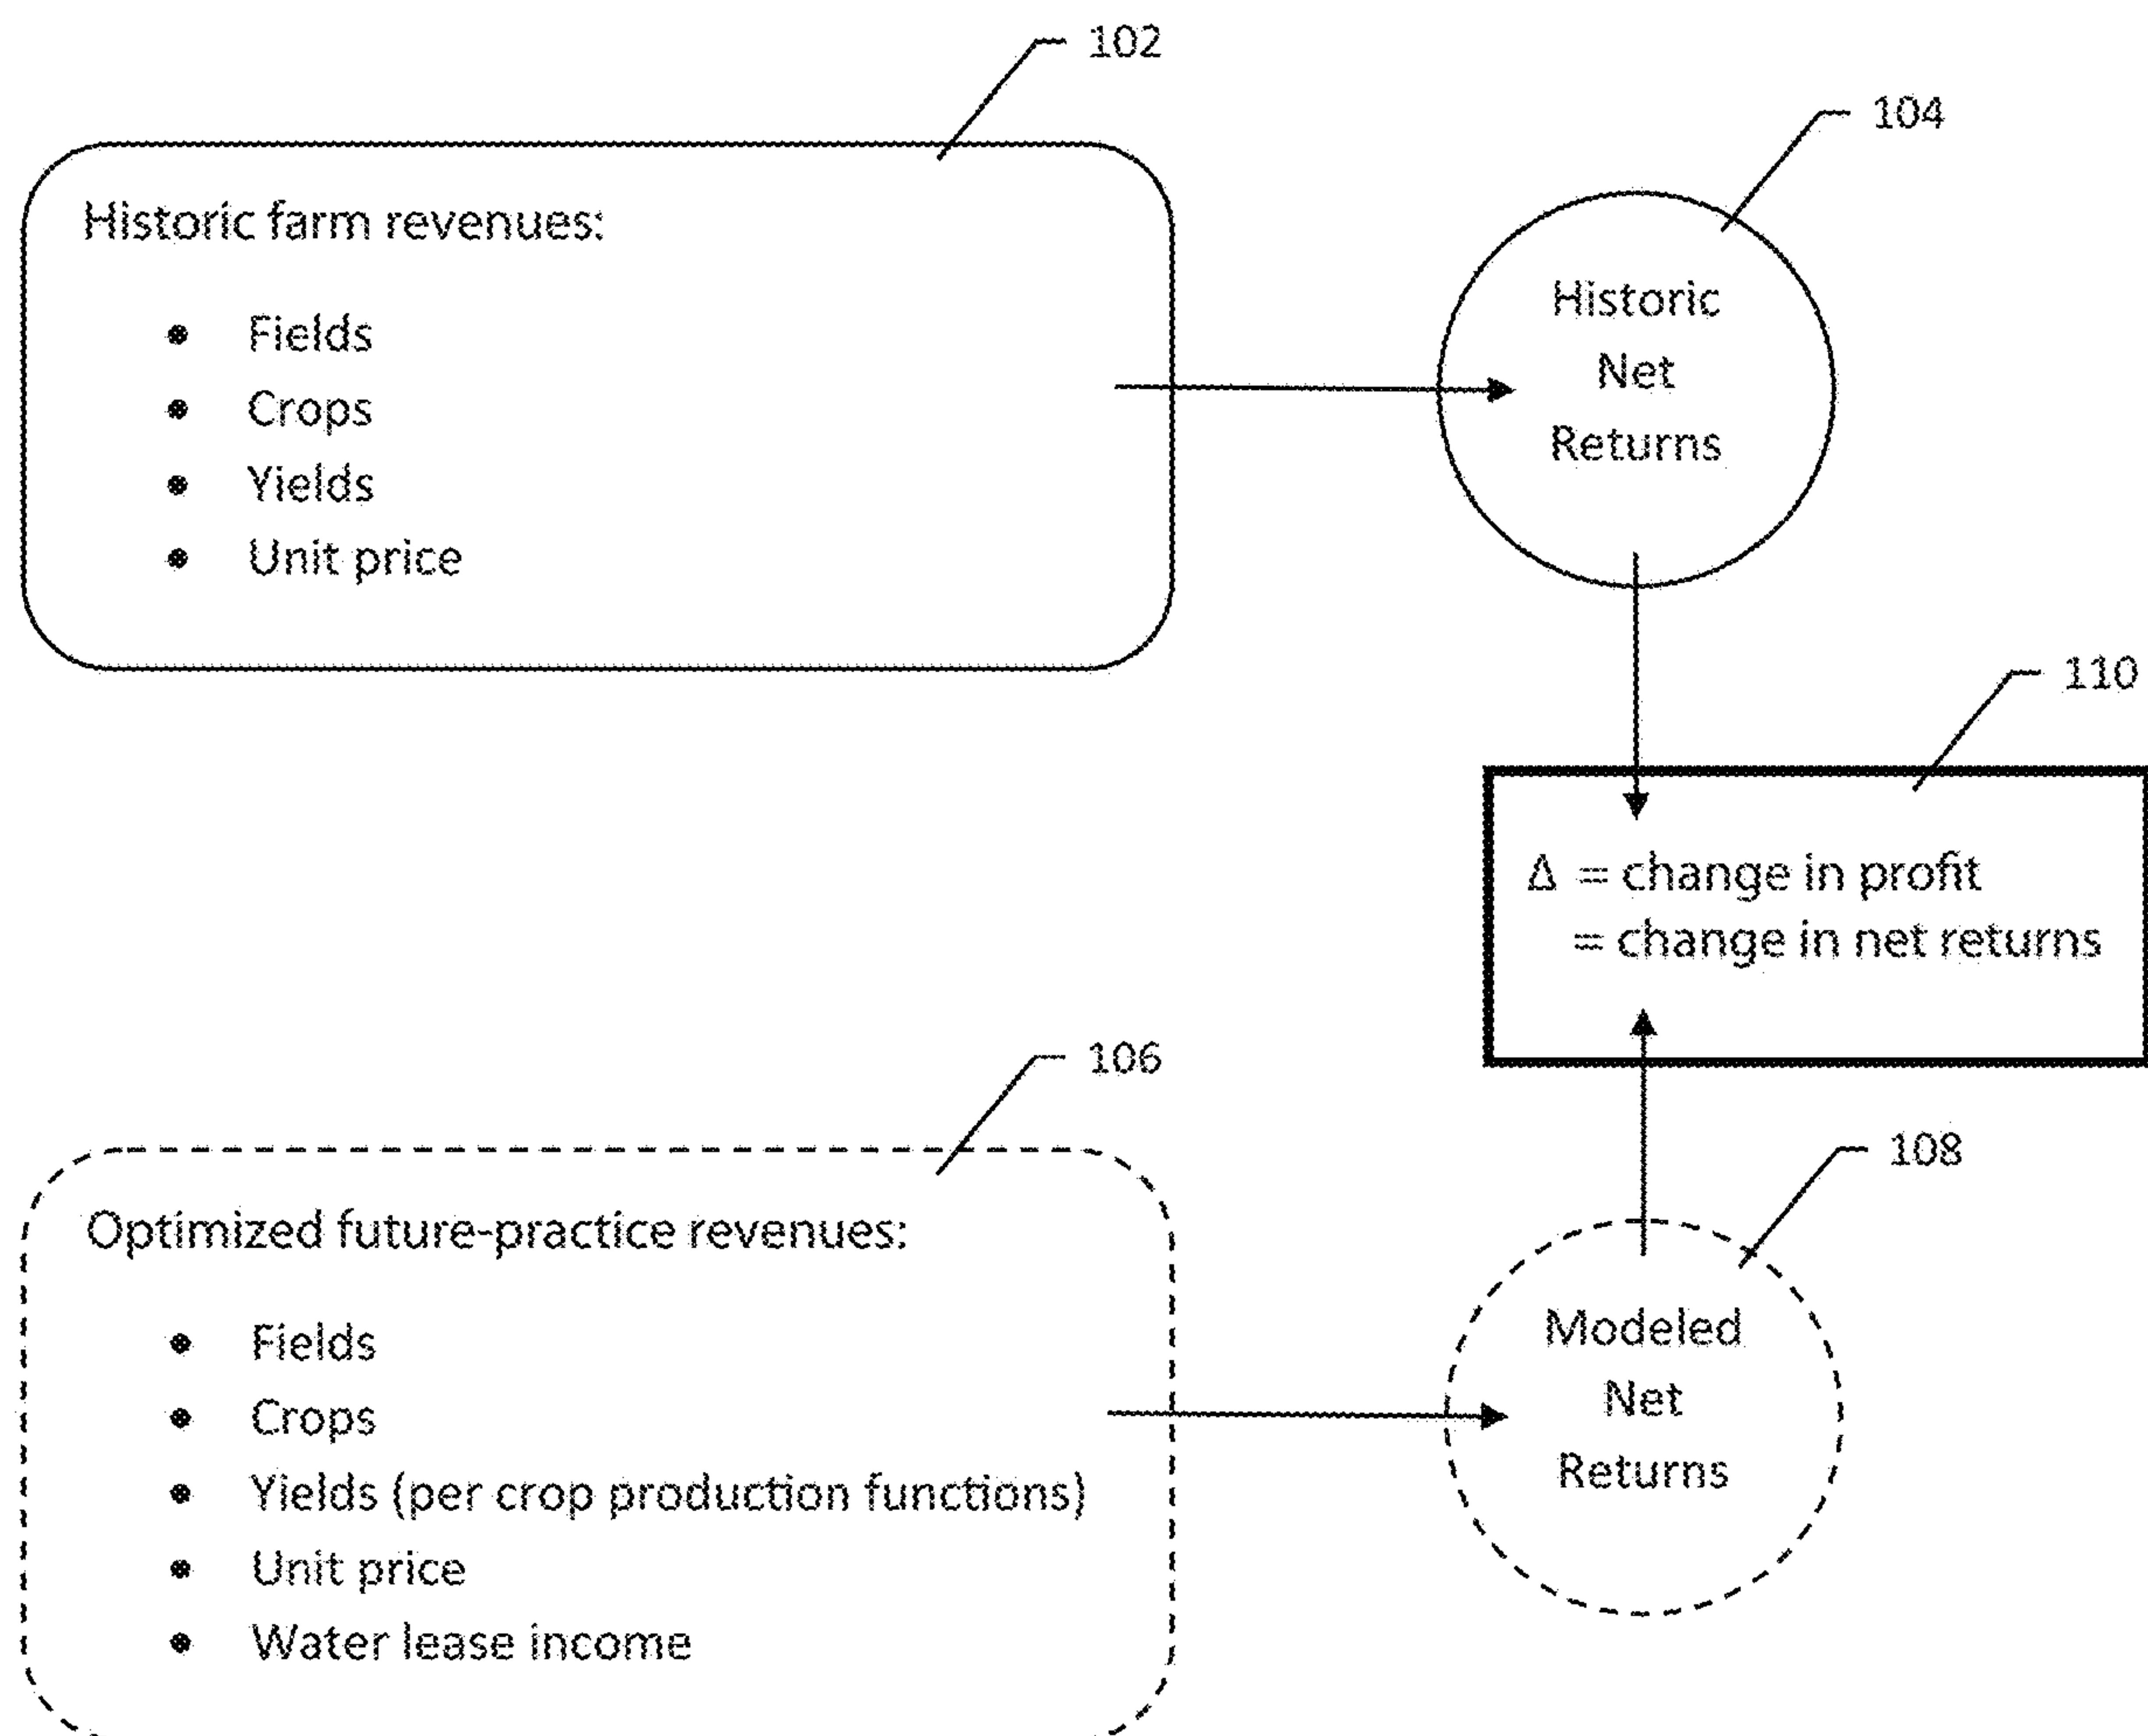 102
Historic farm revenues:
• Fields
• Crops
• Yields
• Unit price
104
Historic
Net
Returns
110
Δ = change in profit
= change in net returns
106
Optimized future-practice revenues:
• Fields
• Crops
• Yields (per crop production functions)
• Unit price
• Water lease income
108
Modeled
Net
Returns